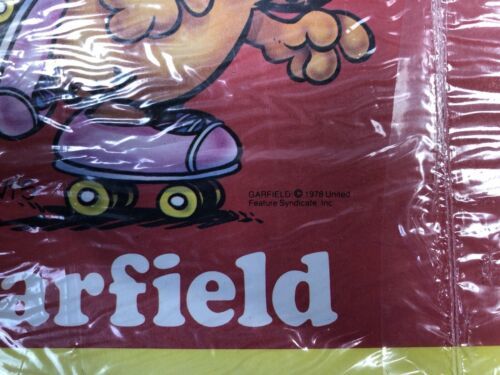 GARFIELD: © 1978 United
Feature Syndicate, Inc
arfield